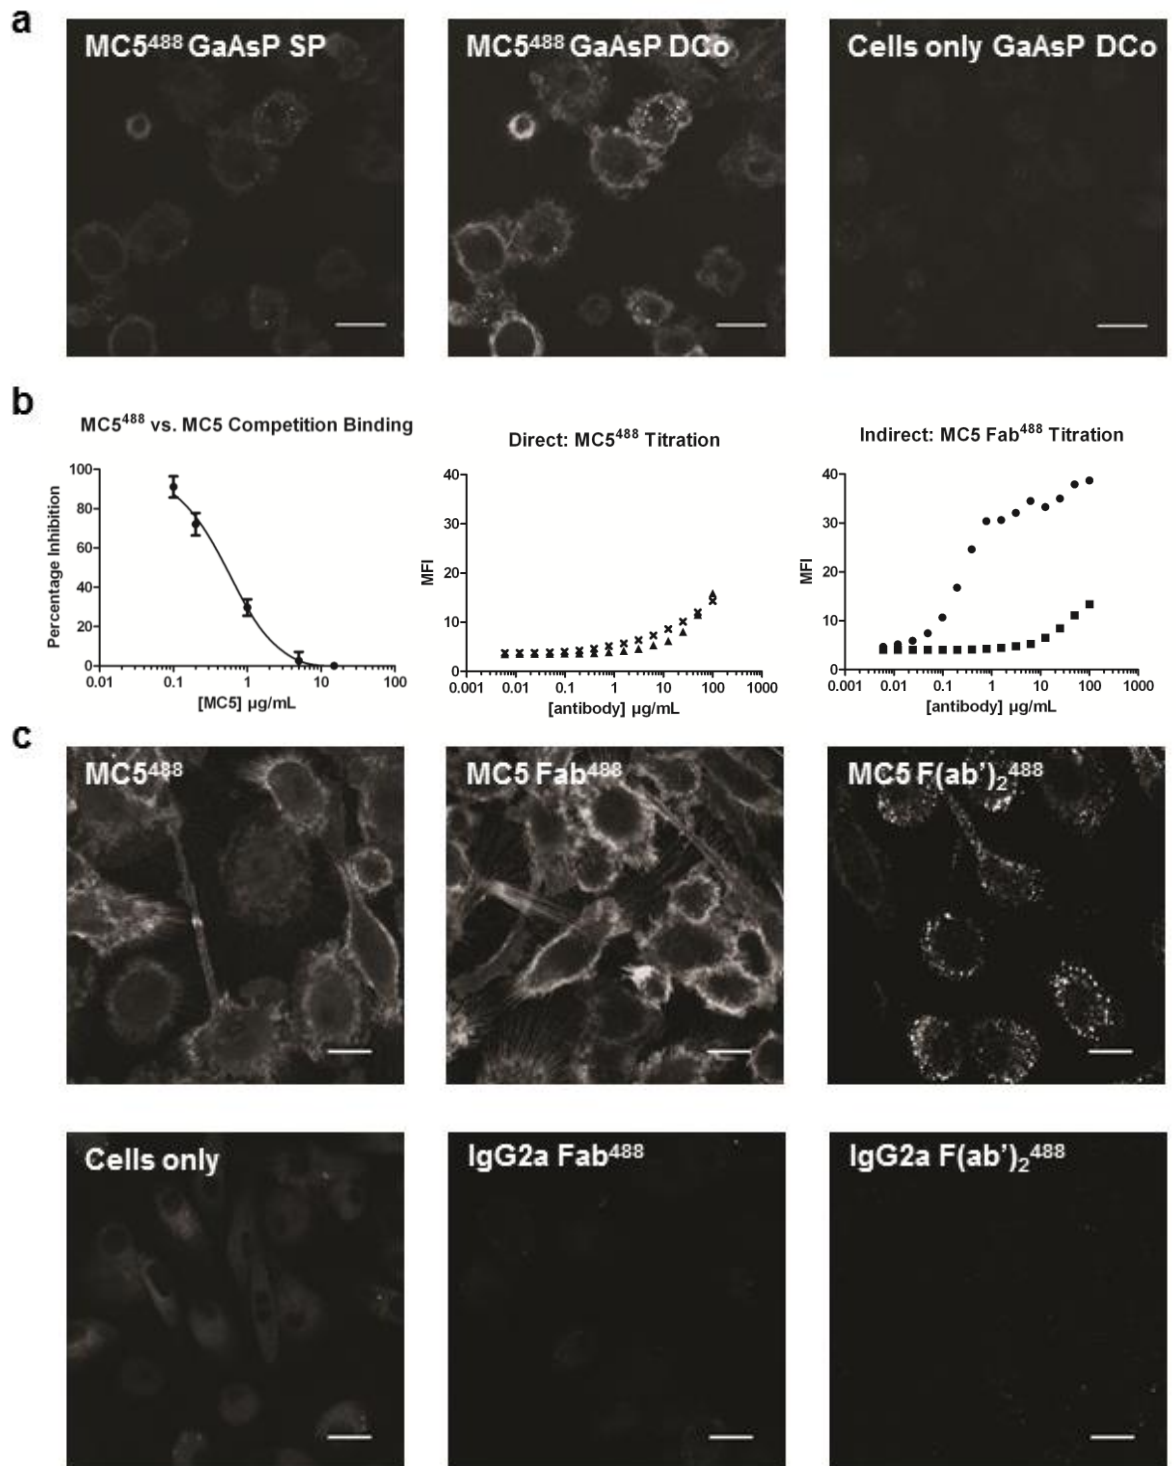 a
MC5⁴⁸⁸ GaAsP SP
MC5⁴⁸⁸ GaAsP DCo
Cells only GaAsP DCo
b
MC5⁴⁸⁸ vs. MC5 Competition Binding
Percentage Inhibition
100
80
60
40
20
0
0.01 0.1 1 10 100
[MC5] µg/mL
Direct: MC5⁴⁸⁸ Titration
MFI
40
30
20
10
0
0.001 0.01 0.1 1 10 100 1000
[antibody] µg/mL
Indirect: MC5 Fab⁴⁸⁸ Titration
MFI
40
30
20
10
0
0.001 0.01 0.1 1 10 100 1000
[antibody] µg/mL
c
MC5⁴⁸⁸
MC5 Fab⁴⁸⁸
MC5 F(ab’)₂⁴⁸⁸
Cells only
IgG2a Fab⁴⁸⁸
IgG2a F(ab’)₂⁴⁸⁸